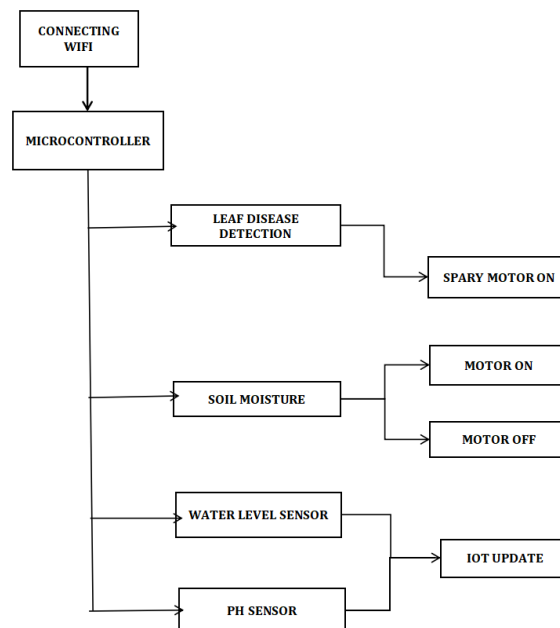 CONNECTING
WIFI
MICROCONTROLLER
LEAF DISEASE
DETECTION
SPARY MOTOR ON
MOTOR ON
SOIL MOISTURE
MOTOR OFF
WATER LEVEL SENSOR
IOT UPDATE
PH SENSOR